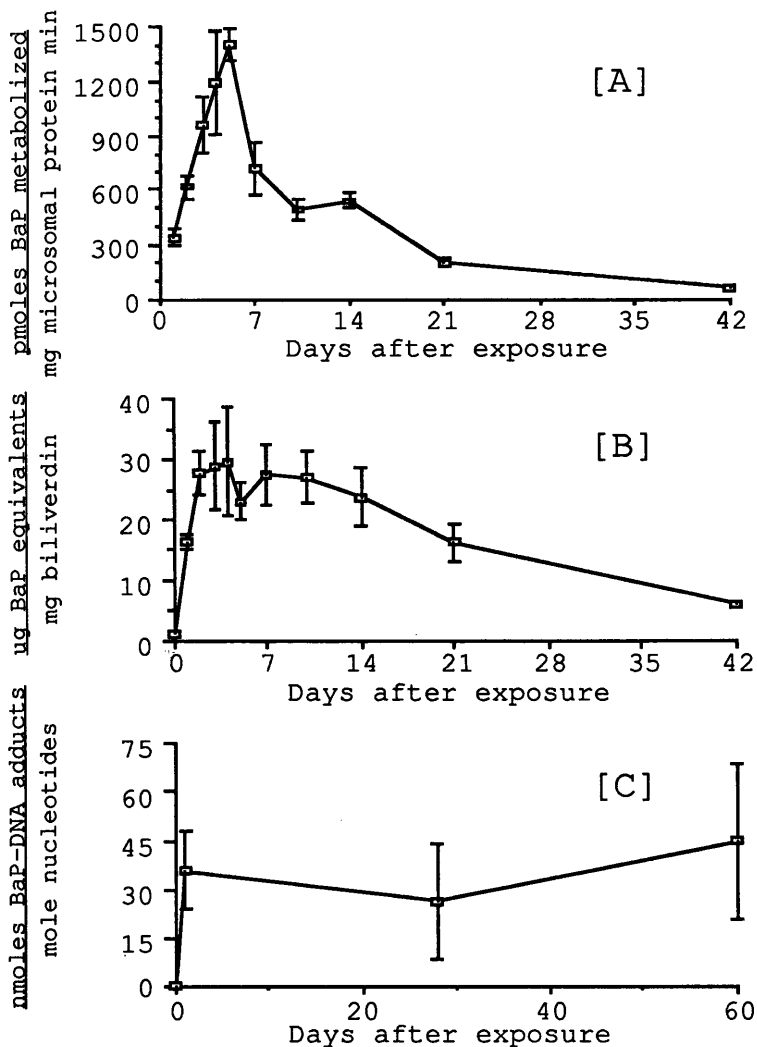 pmoles BaP metabolized
mg microsomal protein min
1500
1200
900
600
300
0
[A]
0 7 14 21 28 35 42
Days after exposure
ug BaP equivalents
mg biliverdin
40
30
20
10
0
[B]
0 7 14 21 28 35 42
Days after exposure
nmoles BaP-DNA adducts
mole nucleotides
75
60
45
30
15
0
[C]
0 20 40 60
Days after exposure